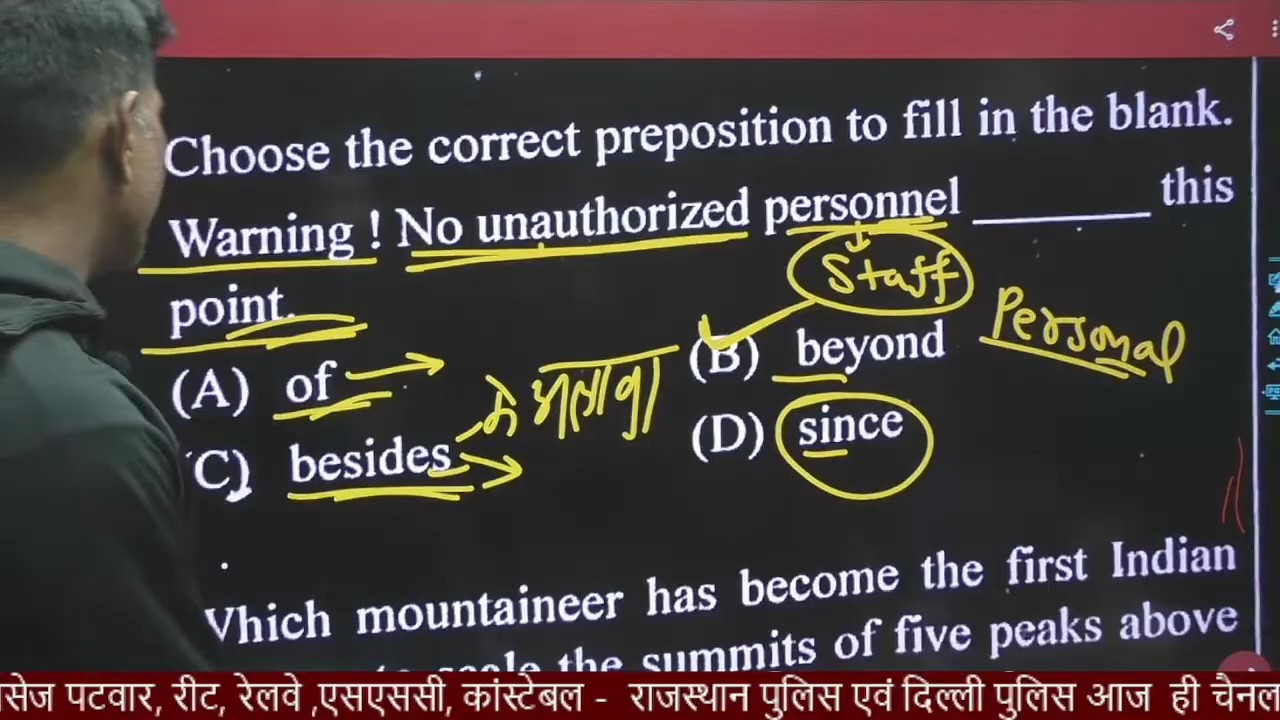 Choose the correct preposition to fill in the blank.
Warning ! No unauthorized personnel ________ this
point.
Staff
Personal
(A) of
(B) beyond
के अलावा
(C) besides
(D) since
Which mountaineer has become the first Indian
scale the summits of five peaks above
सेज पटवार, रीट, रेलवे ,एसएससी, कांस्टेबल - राजस्थान पुलिस एवं दिल्ली पुलिस आज ही चैनल